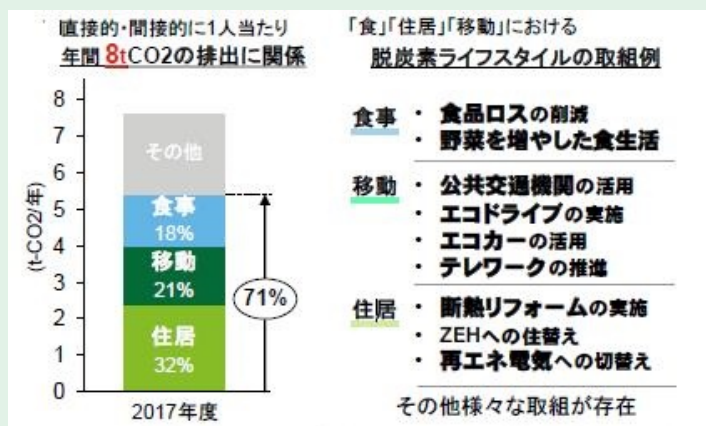 直接的・間接的に1人当たり
年間8tCO2の排出に関係
8
7
6
5
4
3
2
1
0
(t-CO2/年)
その他
食事
18%
移動
21%
住居
32%
71%
2017年度
「食」「住居」「移動」における
脱炭素ライフスタイルの取組例
食事
・ 食品ロスの削減
・ 野菜を増やした食生活
移動
・ 公共交通機関の活用
・ エコドライブの実施
・ エコカーの活用
・ テレワークの推進
住居
・ 断熱リフォームの実施
・ ZEHへの住替え
・ 再エネ電気への切替え
その他様々な取組が存在